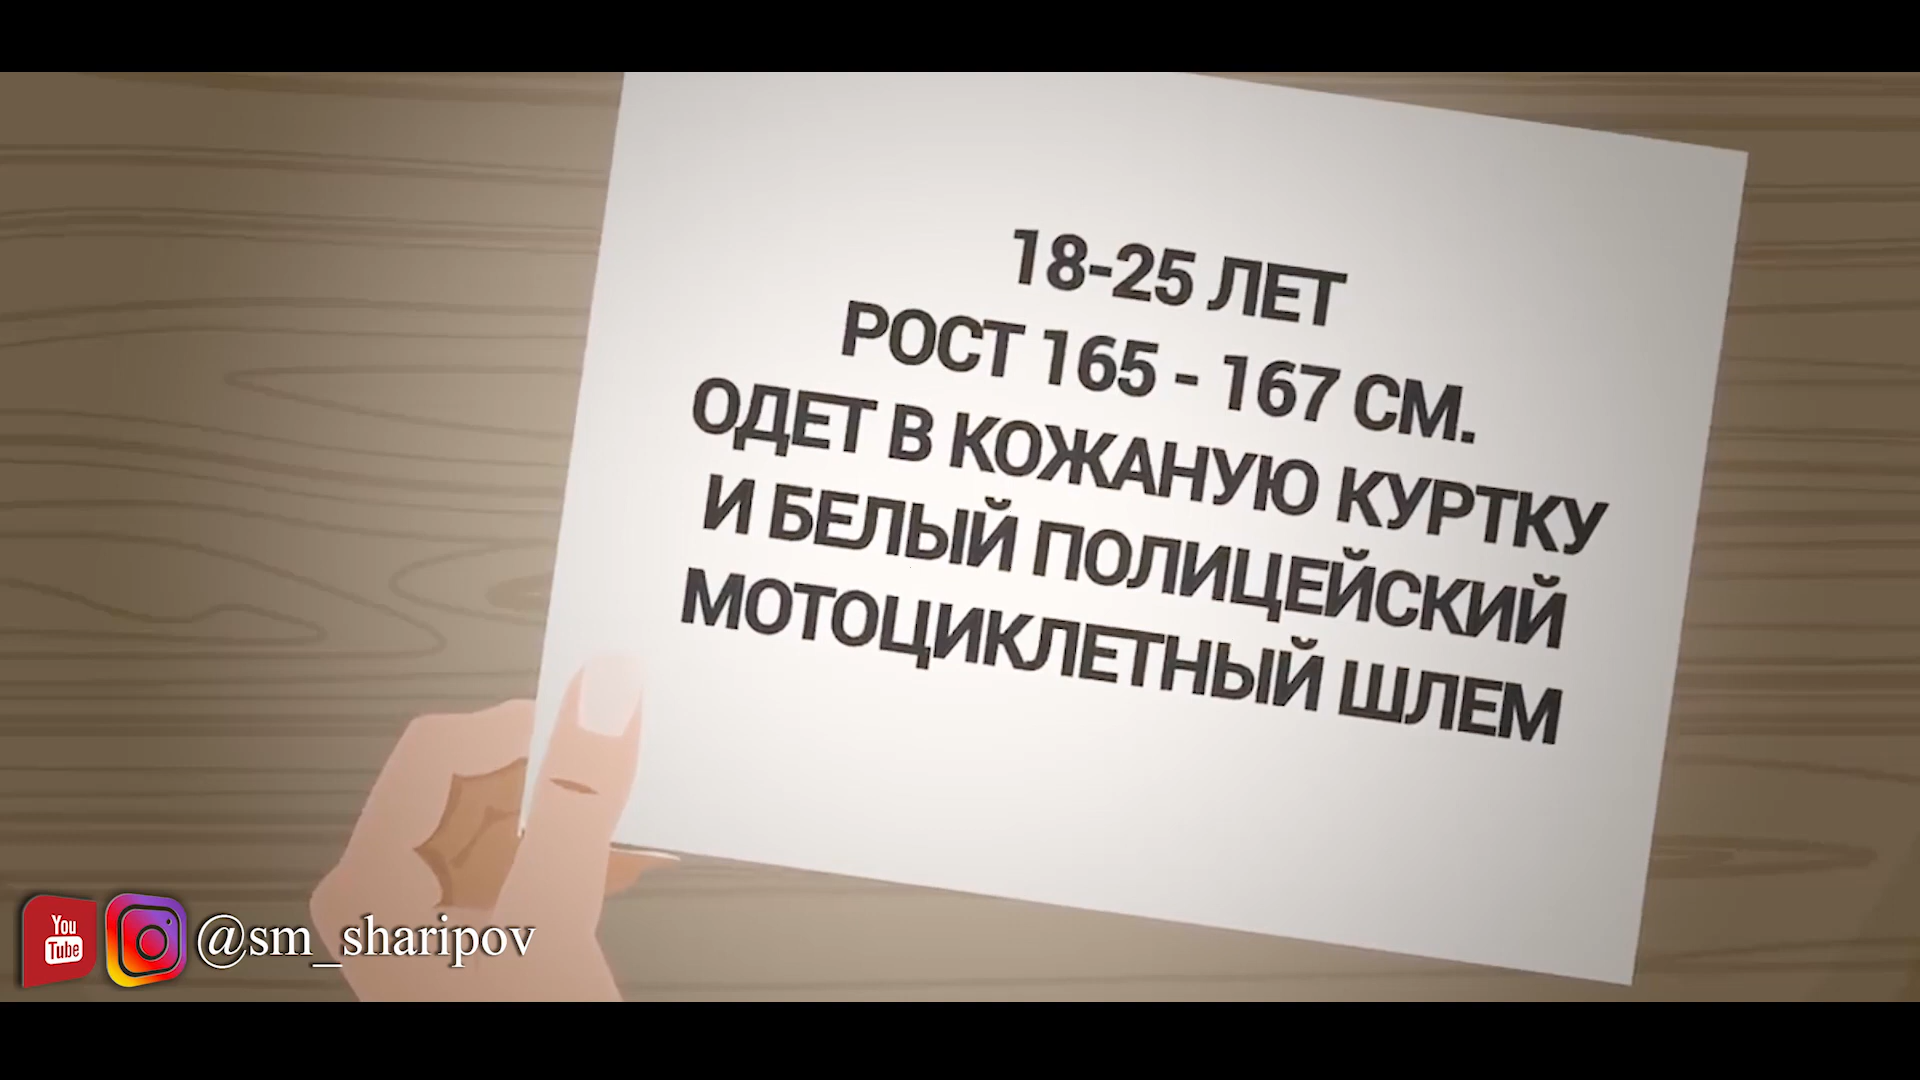 18-25 ЛЕТ
РОСТ 165 - 167 СМ.
ОДЕТ В КОЖАНУЮ КУРТКУ
И БЕЛЫЙ ПОЛИЦЕЙСКИЙ
МОТОЦИКЛЕТНЫЙ ШЛЕМ
You
Tube
@sm_sharipov